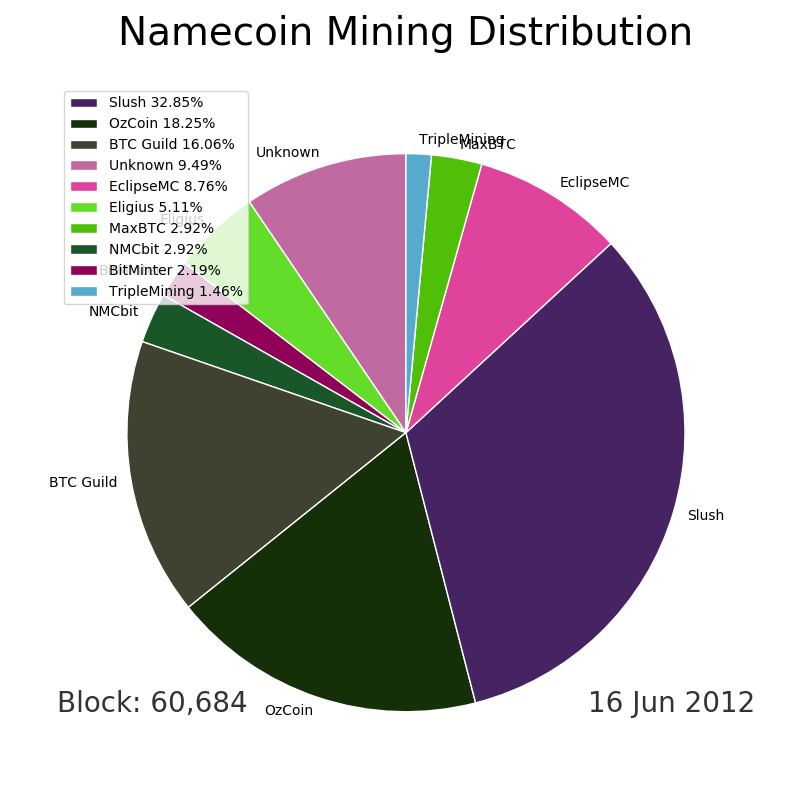 Namecoin Mining Distribution
Slush 32.85%
OzCoin 18.25%
BTC Guild 16.06%
Unknown 9.49%
EclipseMC 8.76%
Eligius 5.11%
MaxBTC 2.92%
NMCbit 2.92%
BitMinter 2.19%
TripleMining 1.46%
TripleMining
MaxBTC
Unknown
EclipseMC
Eligius
NMCbit
BTC Guild
Slush
OzCoin
Block: 60,684
16 Jun 2012